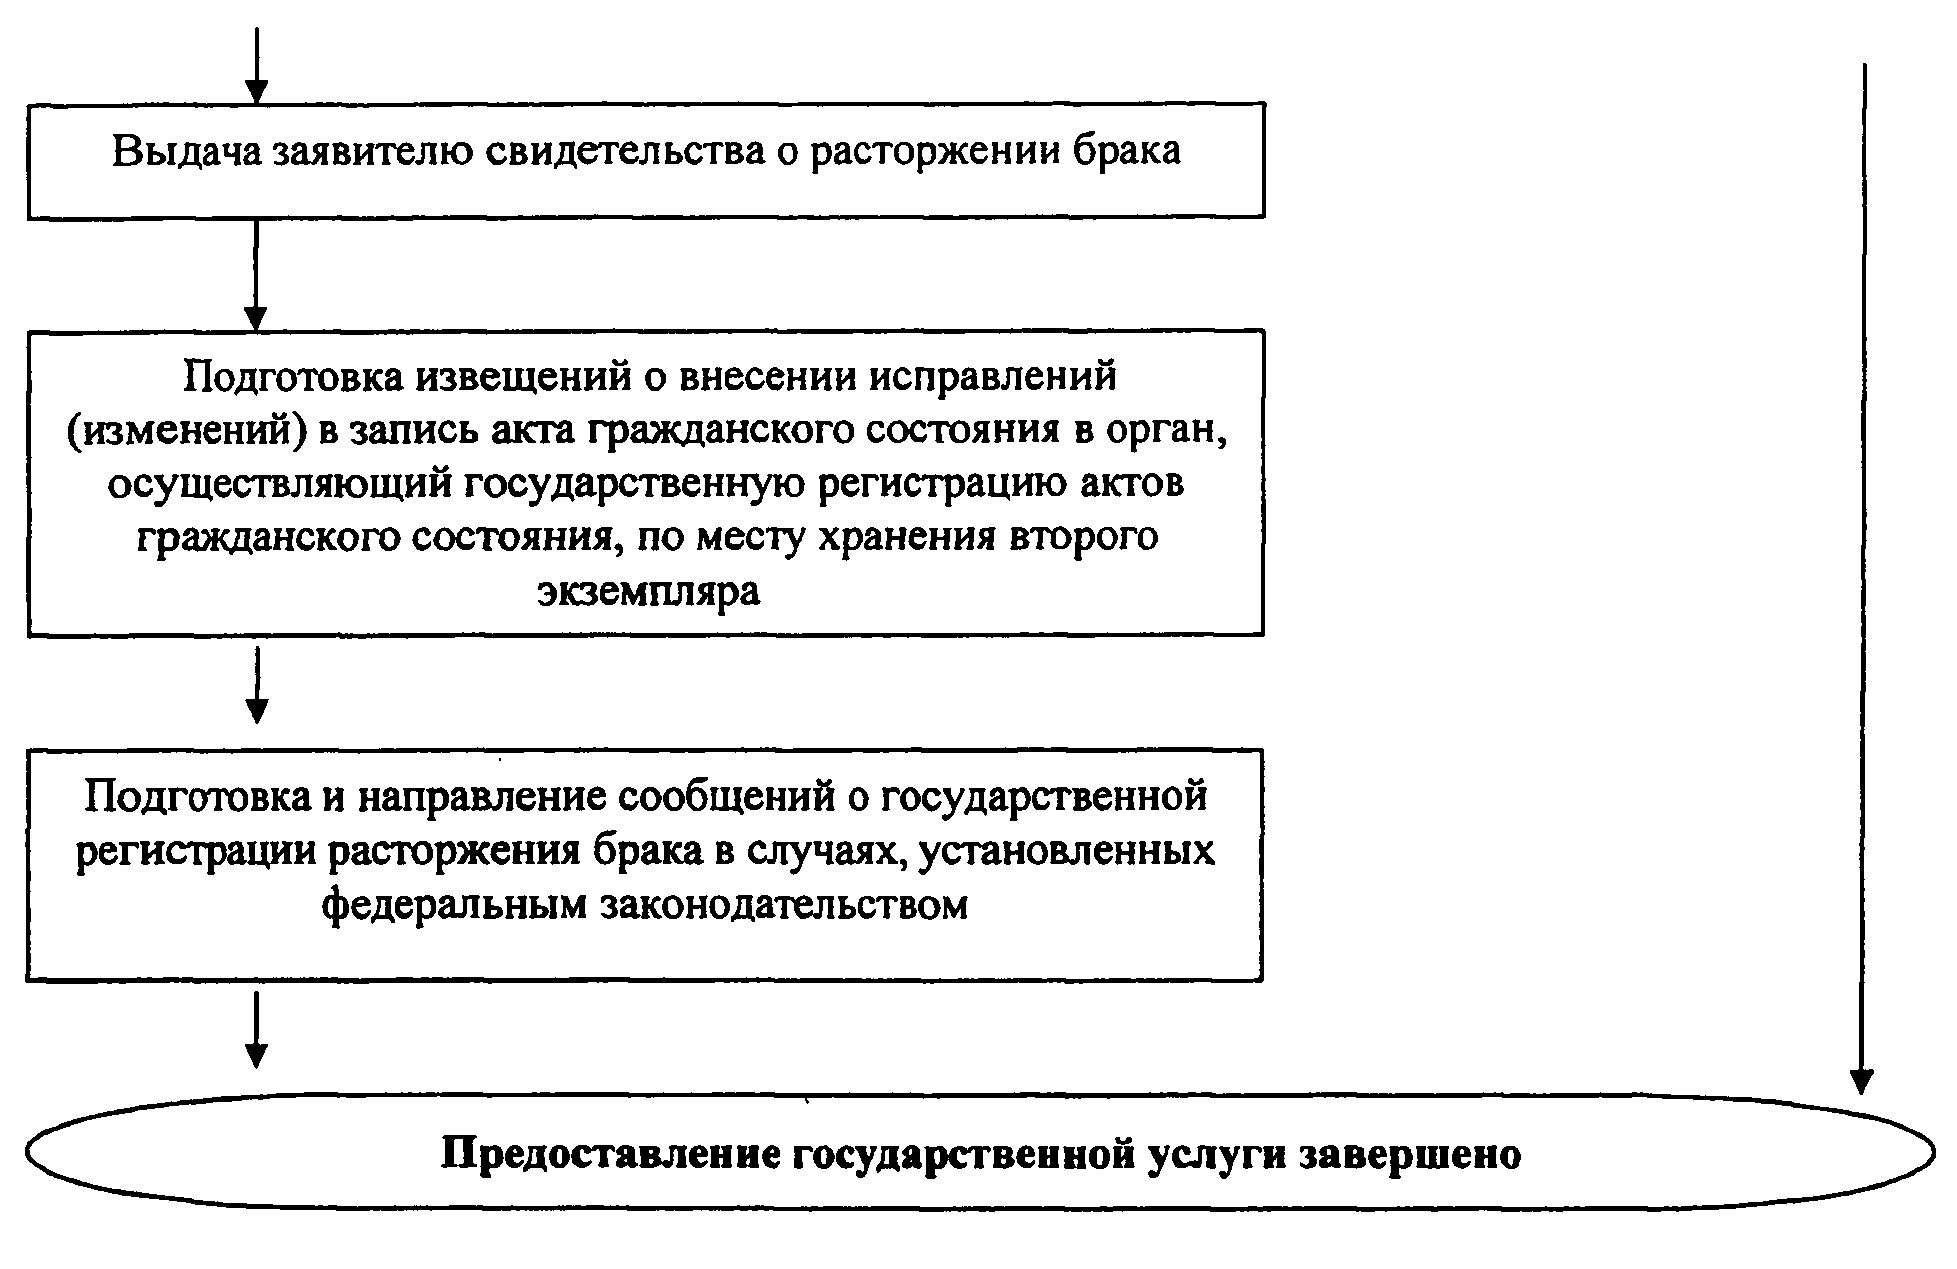 Выдача заявителю свидетельства о расторжении брака
Подготовка извещений о внесении исправлений
(изменений) в запись акта гражданского состояния в орган,
осуществляющий государственную регистрацию актов
гражданского состояния, по месту хранения второго
экземпляра
Подготовка и направление сообщений о государственной
регистрации расторжения брака в случаях, установленных
федеральным законодательством
Предоставление государственной услуги завершено